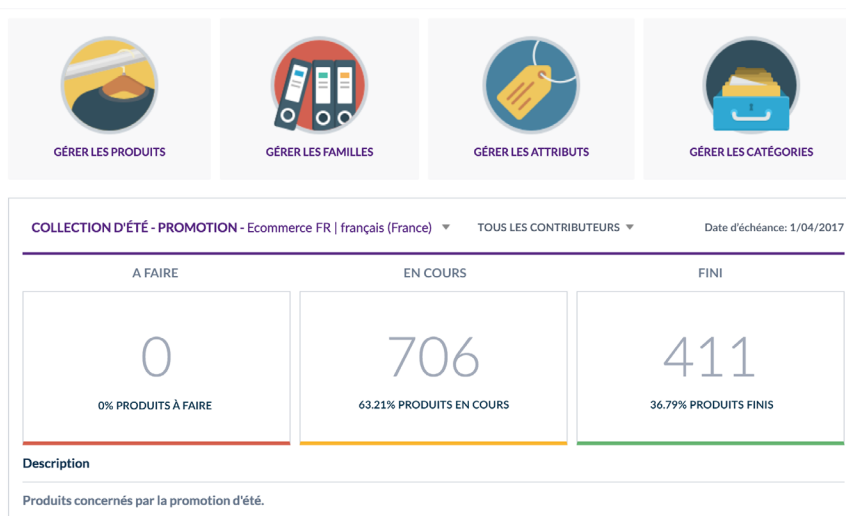 GÉRER LES PRODUITS GÉRER LES FAMILLES GÉRER LES ATTRIBUTS GÉRER LES CATÉGORIES
COLLECTION D'ÉTÉ - PROMOTION - Ecommerce FR | français (France) TOUS LES CONTRIBUTEURS Date d'échéance: 1/04/2017
A FAIRE EN COURS FINI
0 706 411
0% PRODUITS À FAIRE 63.21% PRODUITS EN COURS 36.79% PRODUITS FINIS
Description
Produits concernés par la promotion d'été.